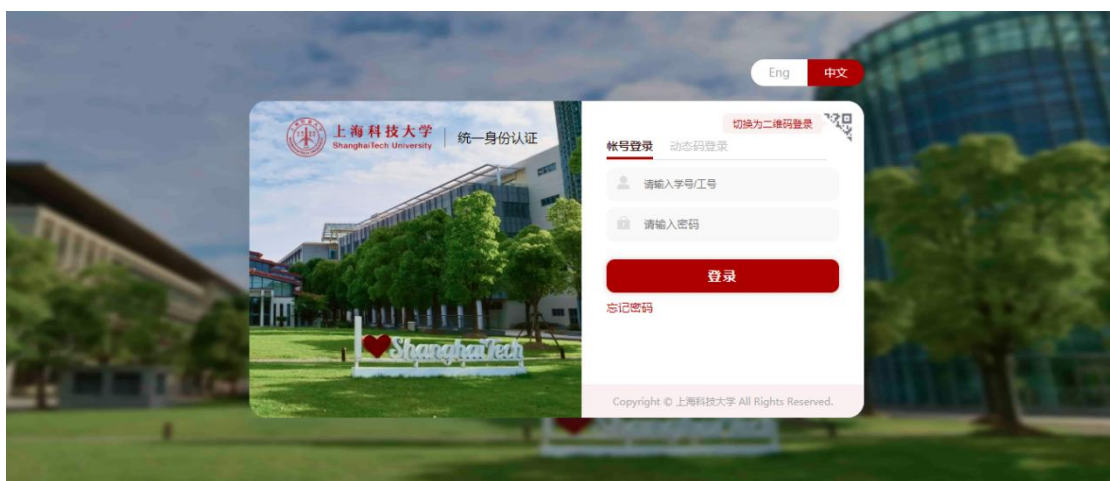 Eng 中文
上海科技大学
ShanghaiTech University
统一身份认证
切换为二维码登录
帐号登录 动态码登录
请输入学号/工号
请输入密码
登录
忘记密码
I ShanghaiTech
Copyright © 上海科技大学 All Rights Reserved.